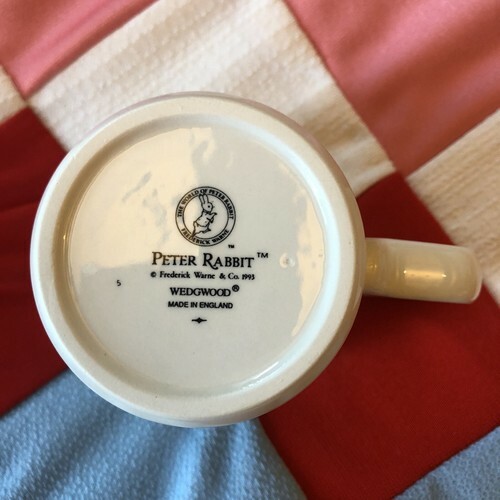 THE WORLD OF PETER RABBIT
FREDERICK WARNE
™
PETER RABBIT™
© Frederick Warne & Co. 1993
WEDGWOOD®
MADE IN ENGLAND
5